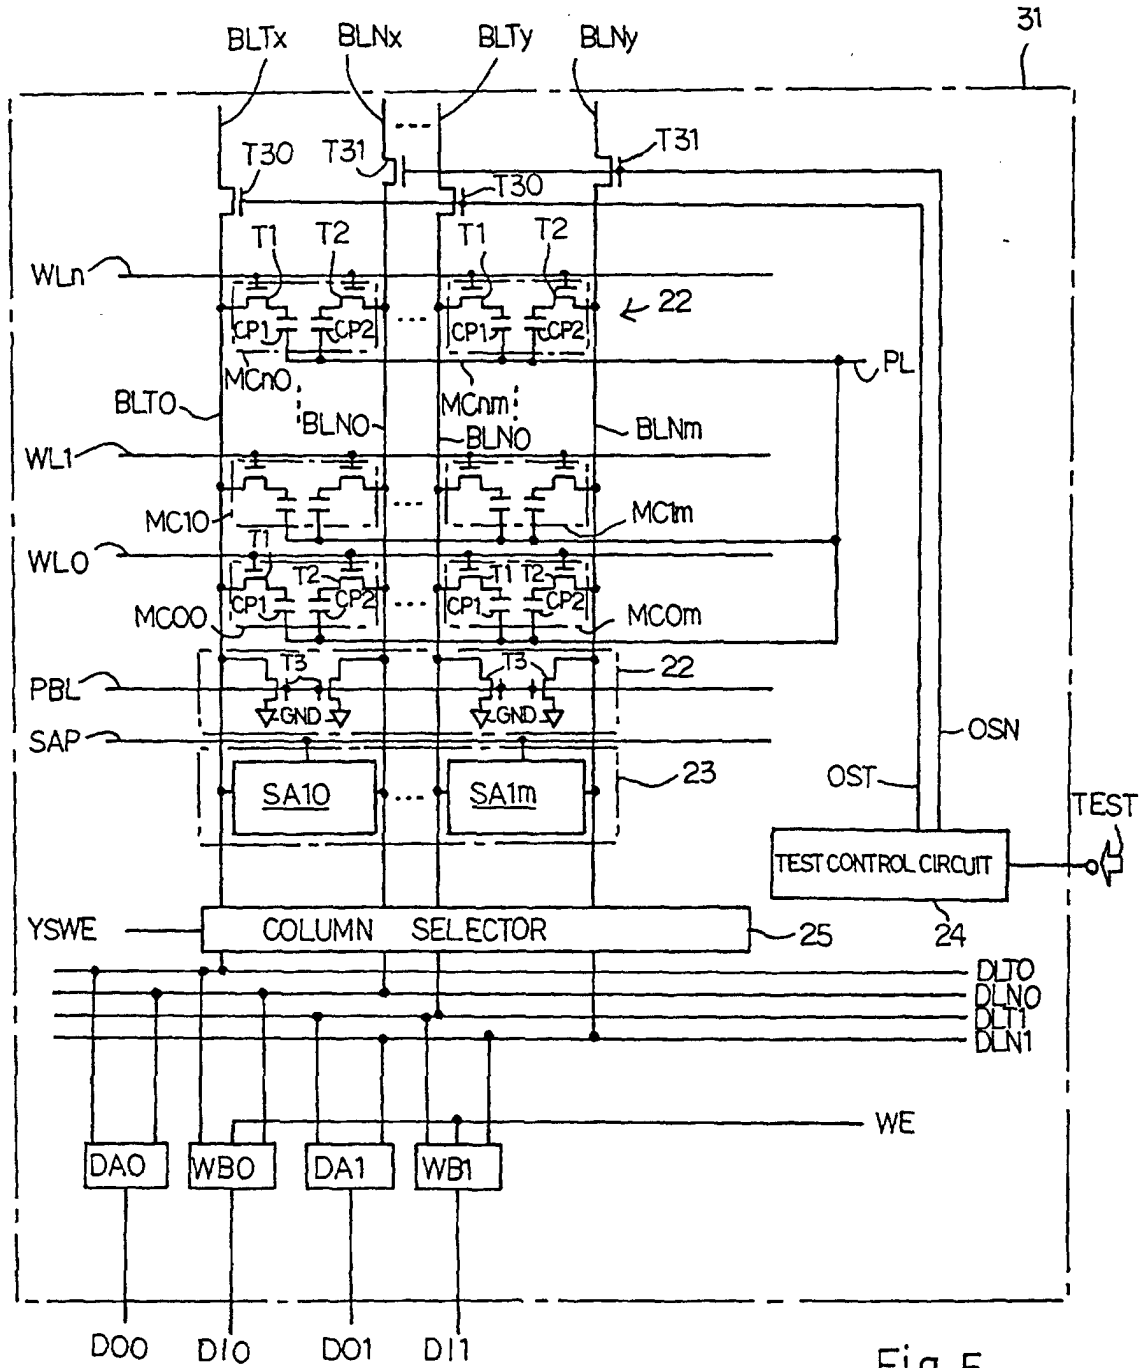 31
BLTx BLNx BLTy BLNy
T30 T31 T30 T31
T1 T2 T1 T2
WLn
22
CP1 CP2 CP1 CP2
PL
MCn0 MCnm
BLT0 BLN0 BLN0 BLNm
WL1
MC10 MC1m
WL0
T1 T2 T1 T2
CP1 CP2 CP1 CP2
MC00 MC0m
T3 T3
22
PBL
GND GND
SAP
OSN
SA10 SA1m
23
OST
TEST
TEST CONTROL CIRCUIT
24
YSWE
COLUMN SELECTOR
25
DLT0
DLN0
DLT1
DLN1
WE
DA0 WB0 DA1 WB1
D00 DI0 D01 DI1
Fig. 5